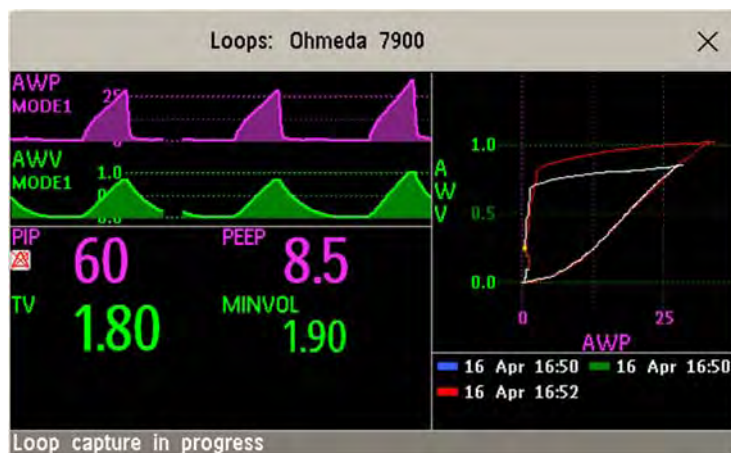 Loops: Ohmeda 7900
AWP
MODE1
25
0
AWV
MODE1
1.0
0.0
PIP
60
PEEP
8.5
TV
1.80
MINVOL
1.90
1.0
A
W
V
0.5
0.0
0
25
AWP
16 Apr 16:50
16 Apr 16:50
16 Apr 16:52
Loop capture in progress